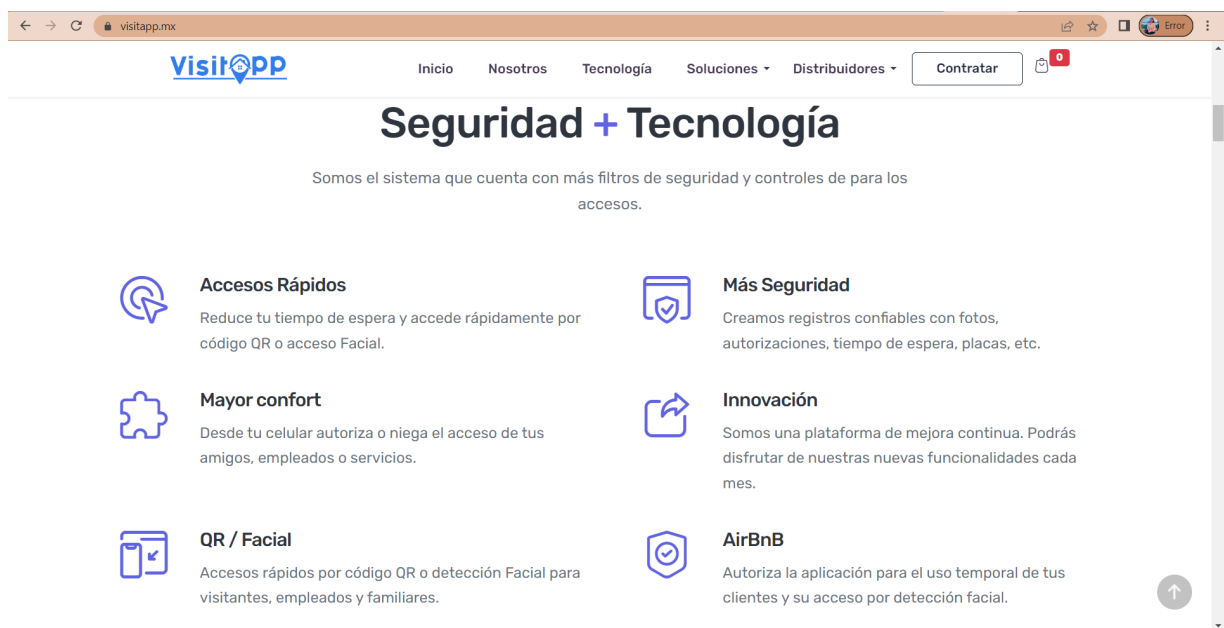 visitapp.mx
Error
VisitApp
Inicio Nosotros Tecnología Soluciones Distribuidores Contratar 0
Seguridad + Tecnología
Somos el sistema que cuenta con más filtros de seguridad y controles de para los
accesos.
Accesos Rápidos
Reduce tu tiempo de espera y accede rápidamente por
código QR o acceso Facial.
Más Seguridad
Creamos registros confiables con fotos,
autorizaciones, tiempo de espera, placas, etc.
Mayor confort
Desde tu celular autoriza o niega el acceso de tus
amigos, empleados o servicios.
Innovación
Somos una plataforma de mejora continua. Podrás
disfrutar de nuestras nuevas funcionalidades cada
mes.
QR / Facial
Accesos rápidos por código QR o detección Facial para
visitantes, empleados y familiares.
AirBnB
Autoriza la aplicación para el uso temporal de tus
clientes y su acceso por detección facial.